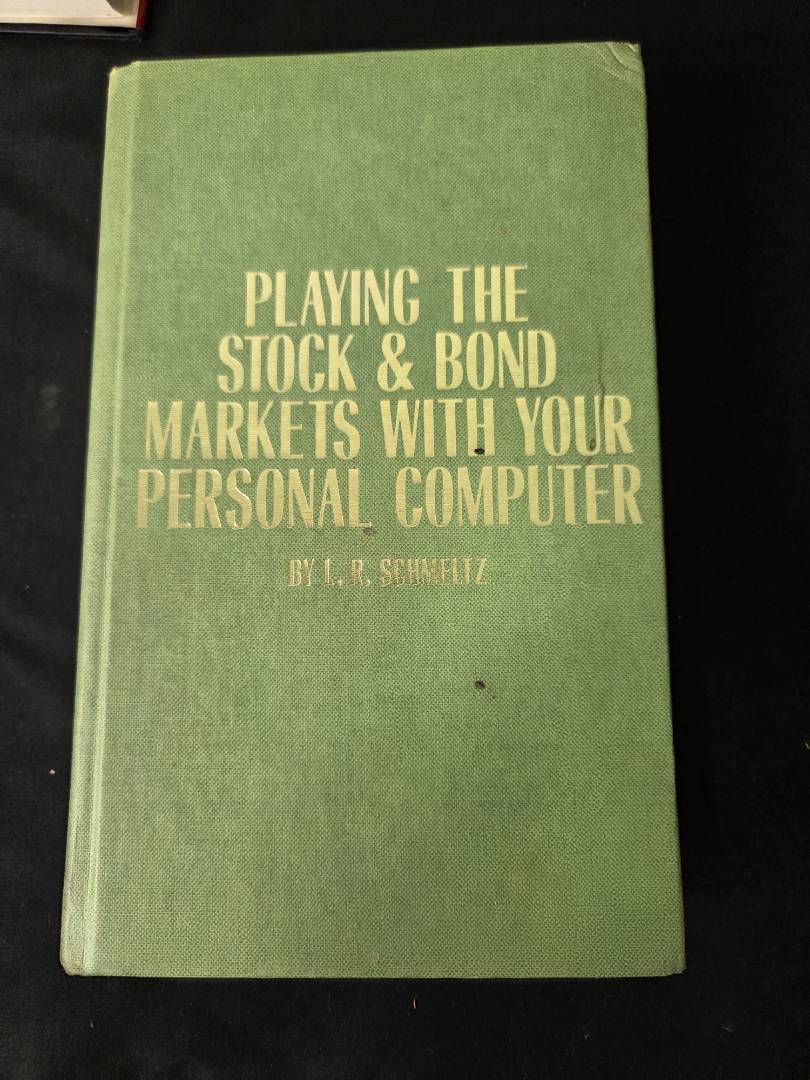 PLAYING THE
STOCK & BOND
MARKETS WITH YOUR
PERSONAL COMPUTER
BY L. R. SCHMELTZ